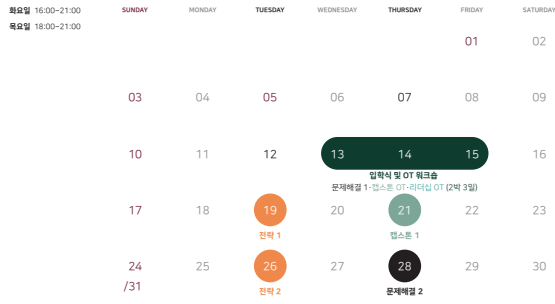 화요일 16:00~21:00
목요일 18:00~21:00
SUNDAY MONDAY TUESDAY WEDNESDAY THURSDAY FRIDAY SATURDAY
01 02
03 04 05 06 07 08 09
10 11 12 13 14 15 16
입학식 및 OT 워크숍
문제해결 1·캡스톤 OT·리더십 OT (2박 3일)
17 18 19 20 21 22 23
전략 1 캡스톤 1
24 25 26 27 28 29 30
/31 전략 2 문제해결 2